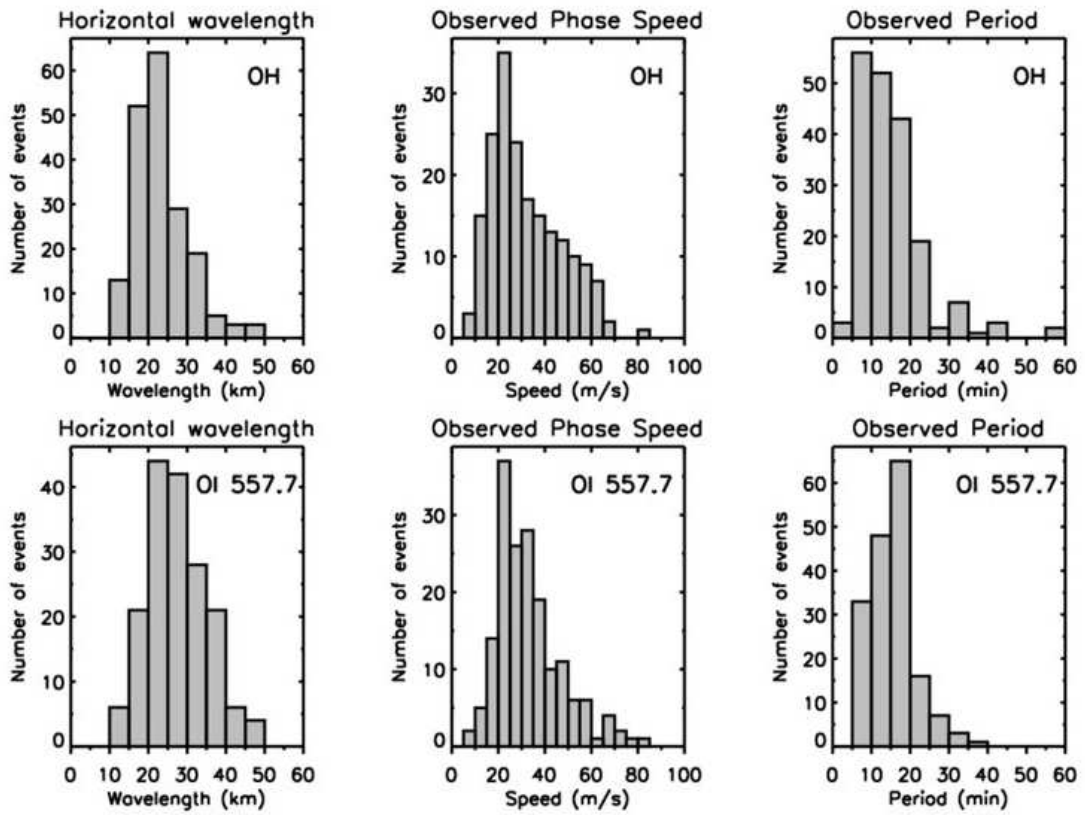 Horizontal wavelength
Number of events
60
50
40
30
20
10
0
OH
0 10 20 30 40 50 60
Wavelength (km)
Observed Phase Speed
Number of events
30
20
10
0
OH
0 20 40 60 80 100
Speed (m/s)
Observed Period
Number of events
50
40
30
20
10
0
OH
0 10 20 30 40 50 60
Period (min)
Horizontal wavelength
Number of events
40
30
20
10
0
OI 557.7
0 10 20 30 40 50 60
Wavelength (km)
Observed Phase Speed
Number of events
30
20
10
0
OI 557.7
0 20 40 60 80 100
Speed (m/s)
Observed Period
Number of events
60
50
40
30
20
10
0
OI 557.7
0 10 20 30 40 50 60
Period (min)